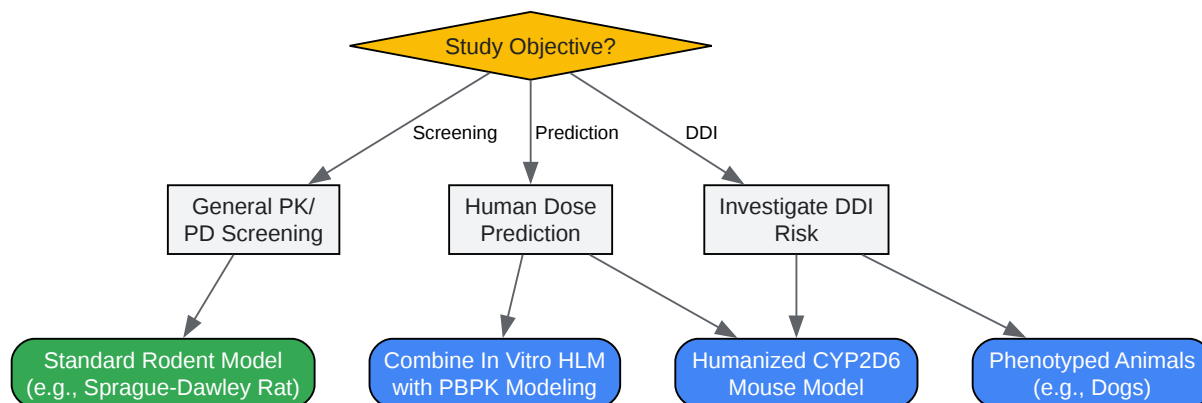 Study Objective?
Screening
Prediction
DDI
General PK/
PD Screening
Human Dose
Prediction
Investigate DDI
Risk
Standard Rodent Model
(e.g., Sprague-Dawley Rat)
Combine In Vitro HLM
with PBPK Modeling
Humanized CYP2D6
Mouse Model
Phenotyped Animals
(e.g., Dogs)